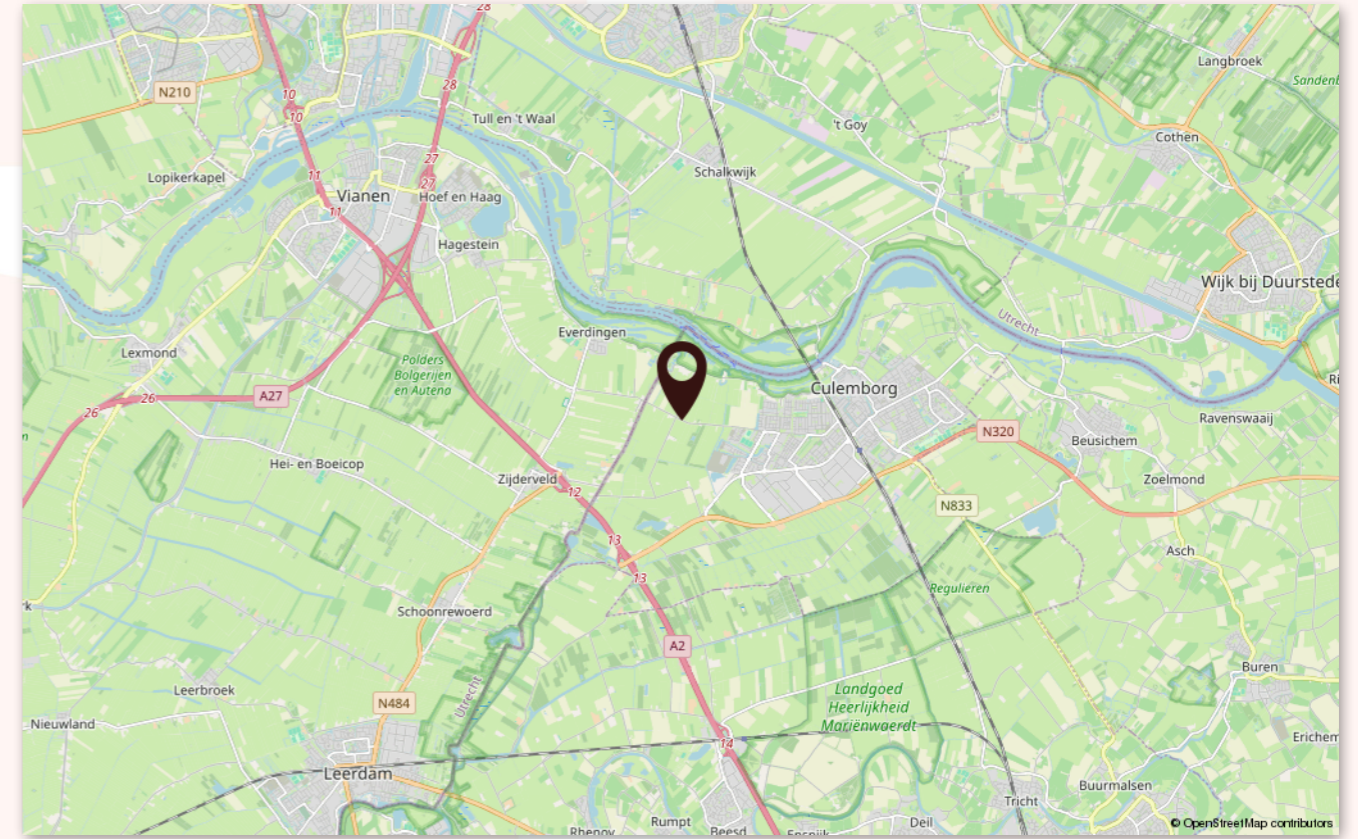 28
Langbroek
28
N210
10
10
Tull en 't Waal
't Goy
Cothen
27
Schalkwijk
Lopikerkapel
11
27
Vianen
Hoef en Haag
11
Hagestein
Wijk bij Duurstede
Utrecht
Everdingen
Lexmond
Polders
Bolgerijen
en Autena
Culemborg
A27
26
26
Ravenswaaij
N320
Beusichem
Hei- en Boeicop
Zijderveld
12
Zoelmond
N833
13
Asch
13
Regulieren
Schoonrewoerd
A2
Buren
Leerbroek
Utrecht
Landgoed
Heerlijkheid
Mariënwaerdt
N484
Nieuwland
14
Erichem
Leerdam
Buurmalsen
Tricht
Rumpt
Deil
Beesd
© OpenStreetMap contributors